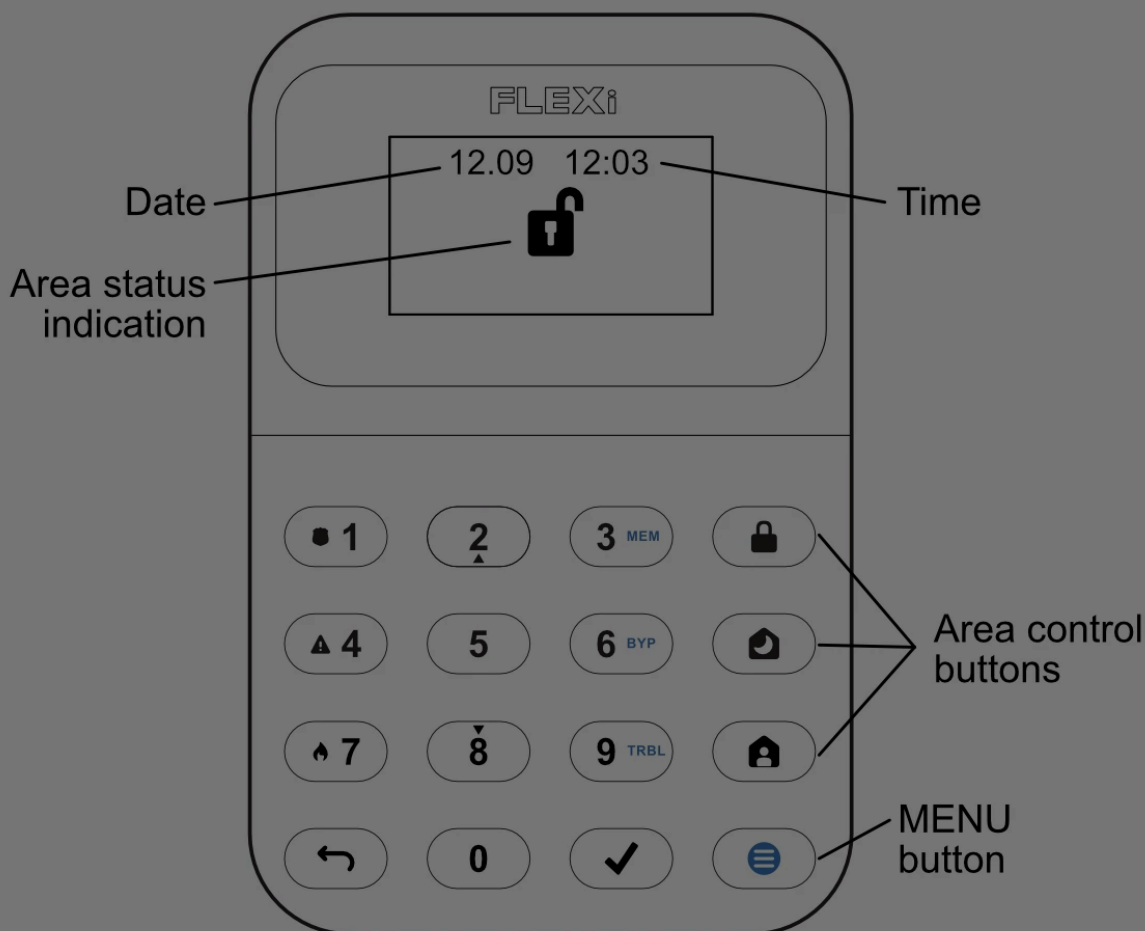 FLEXi
12.09 12:03
Date
Time
Area status
indication
1
2
3 MEM
4
5
6 BYP
Area control
buttons
7
8
9 TRBL
0
MENU
button